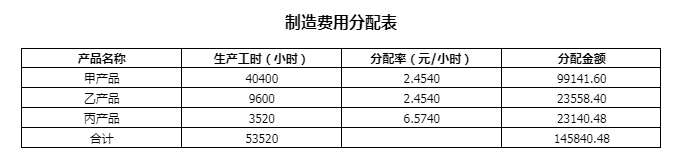 制造费用分配表
产品名称 生产工时（小时） 分配率（元/小时） 分配金额
甲产品 40400 2.4540 99141.60
乙产品 9600 2.4540 23558.40
丙产品 3520 6.5740 23140.48
合计 53520 145840.48